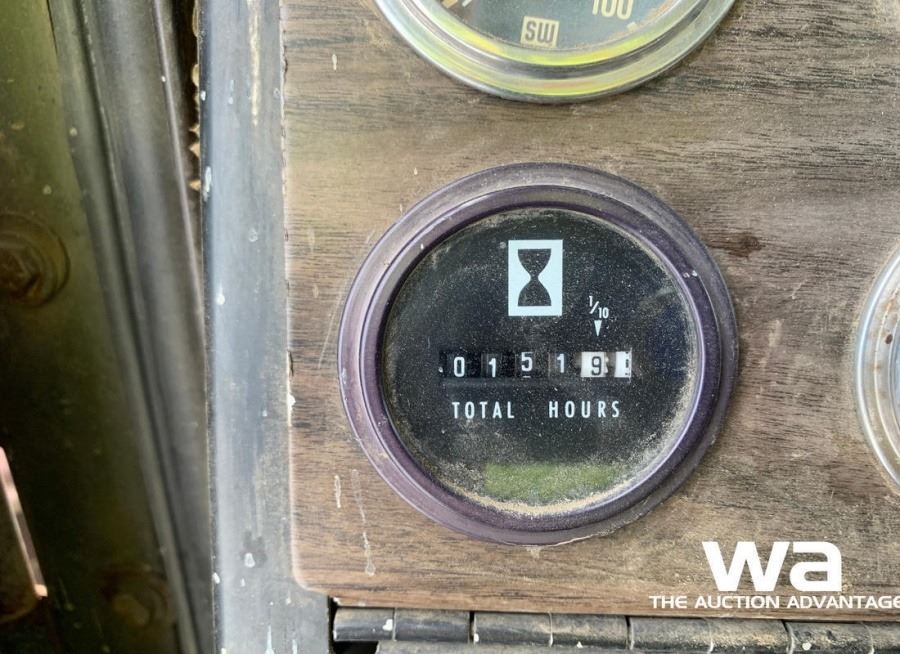 100
SW
1/10
0 1 5 1 9
TOTAL HOURS
wa
THE AUCTION ADVANTAGE